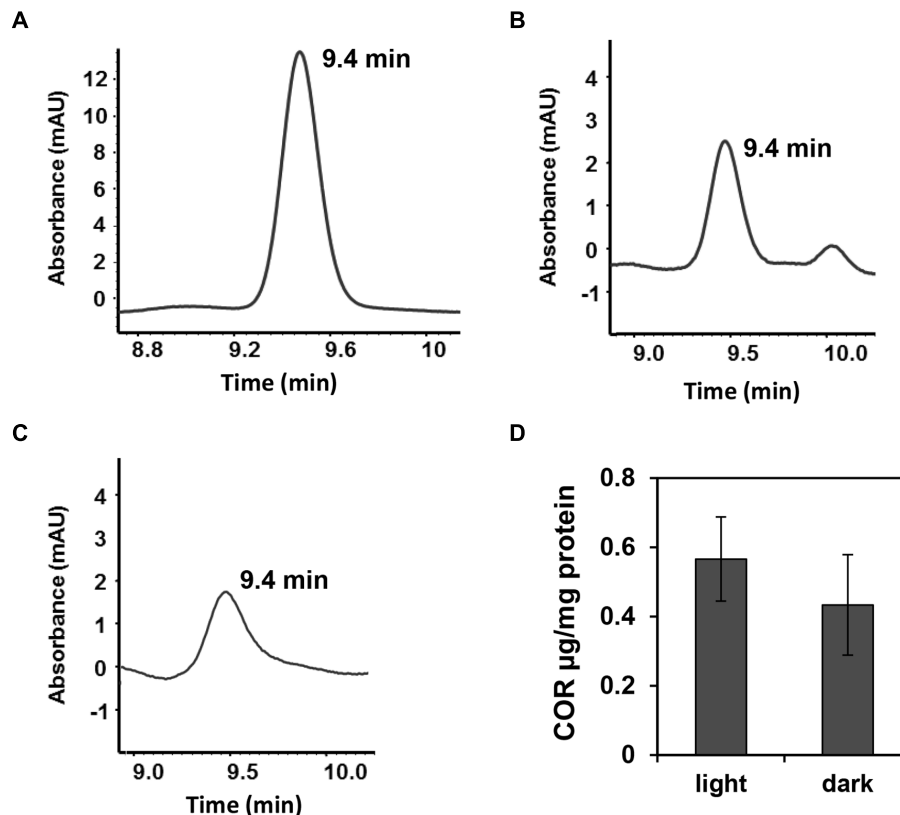 A
9.4 min
Absorbance (mAU)
12
10
8
6
4
2
0
8.8 9.2 9.6 10
Time (min)
B
9.4 min
Absorbance (mAU)
4
3
2
1
0
-1
9.0 9.5 10.0
Time (min)
C
9.4 min
Absorbance (mAU)
4
3
2
1
0
-1
9.0 9.5 10.0
Time (min)
D
COR µg/mg protein
0.8
0.6
0.4
0.2
0
light dark